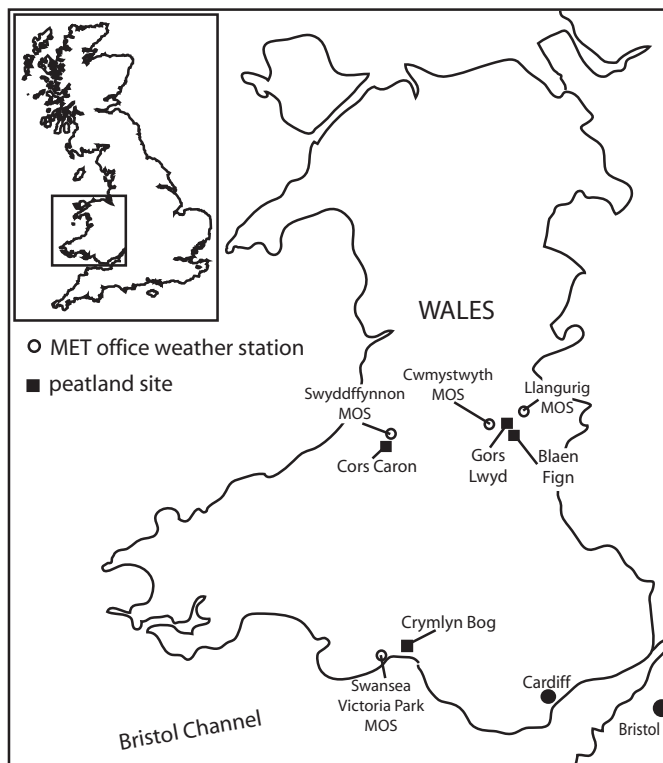 WALES
MET office weather station
peatland site
Swyddffynnon
MOS
Cwmystwyth
MOS
Llangurig
MOS
Cors Caron
Gors
Lwyd
Blaen
Fign
Crymlyn Bog
Swansea
Victoria Park
MOS
Cardiff
Bristol
Bristol Channel